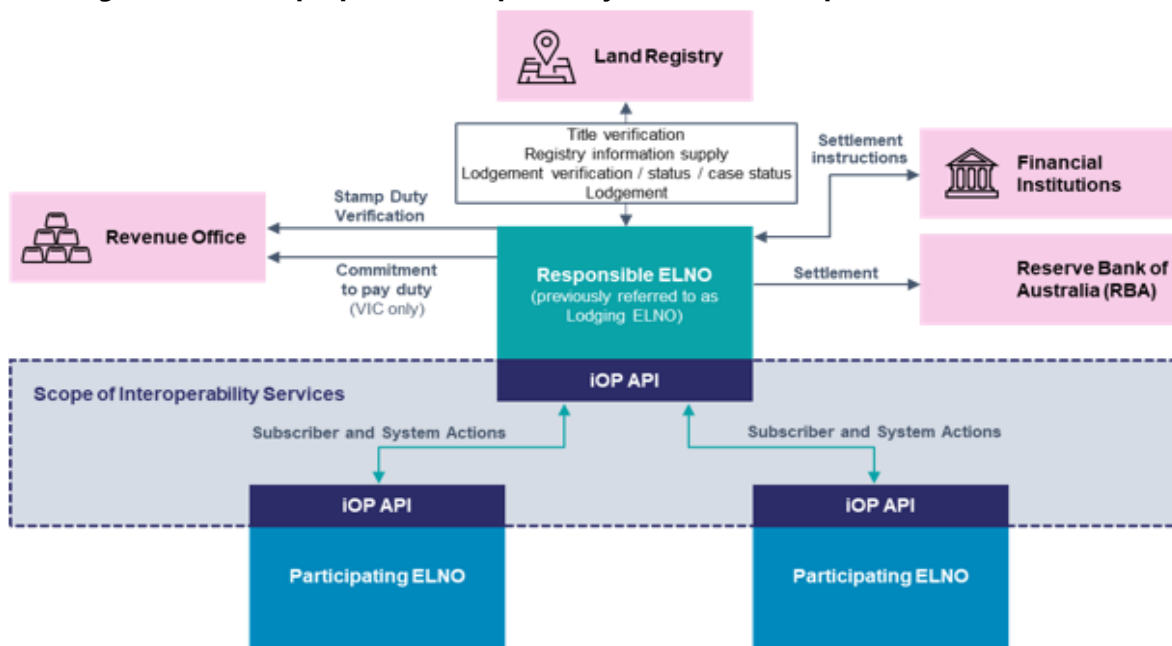 Land Registry
Title verification
Registry information supply
Lodgement verification / status / case status
Lodgement
Settlement
instructions
Financial
Institutions
Stamp Duty
Verification
Revenue Office
Commitment
to pay duty
(VIC only)
Responsible ELNO
(previously referred to as
Lodging ELNO)
Settlement
Reserve Bank of
Australia (RBA)
iOP API
Scope of Interoperability Services
Subscriber and System Actions
Subscriber and System Actions
iOP API
iOP API
Participating ELNO
Participating ELNO